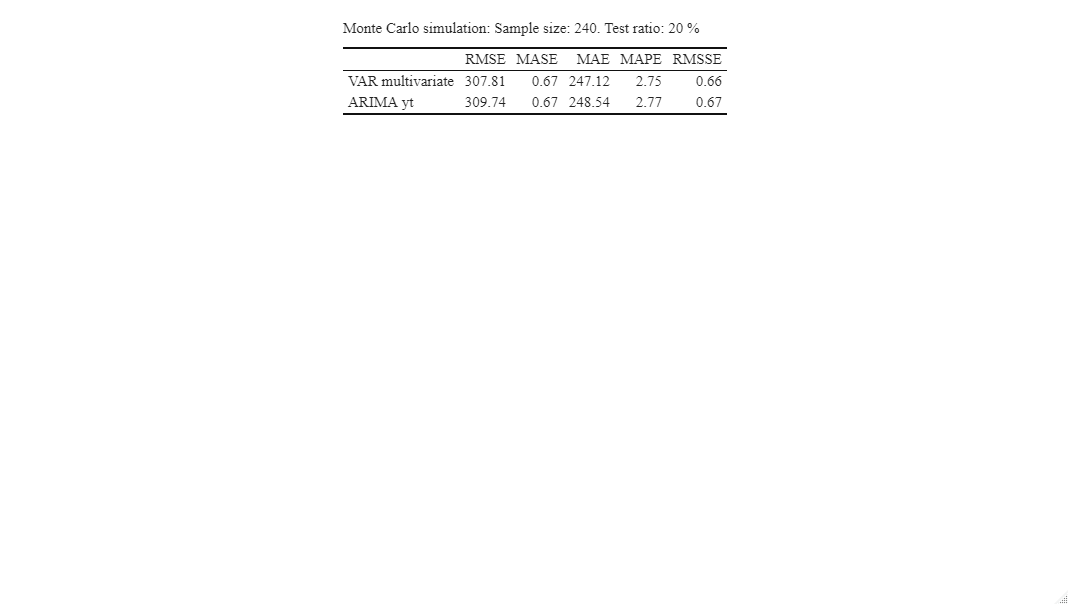 Monte Carlo simulation: Sample size: 240. Test ratio: 20 %
RMSE MASE MAE MAPE RMSSE
VAR multivariate 307.81 0.67 247.12 2.75 0.66
ARIMA yt 309.74 0.67 248.54 2.77 0.67